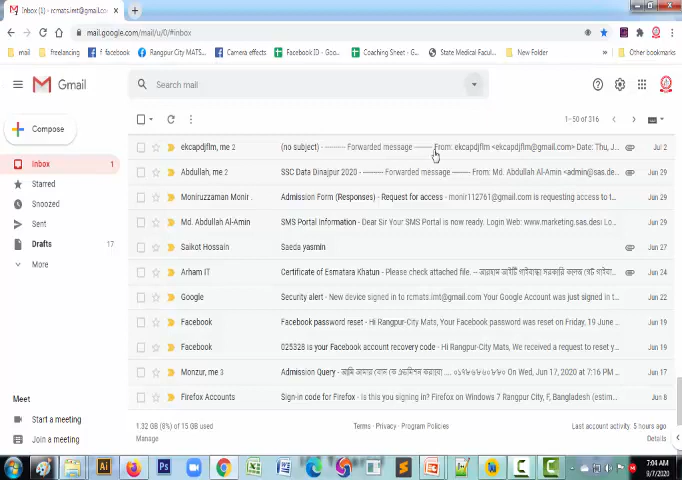 Inbox (1) - rcmats.imt@gmail.com
mail.google.com/mail/u/0/#inbox
mail
freelancing
f facebook
Rangpur City MATS...
Camera effects
Facebook ID - Goo...
Coaching Sheet - G...
State Medical Facul...
New Folder
Other bookmarks
Gmail
Search mail
1–50 of 316
Compose
Inbox 1
Starred
Snoozed
Sent
Drafts 17
More
ekcapdjflm, me 2 (no subject) - ---------- Forwarded message --------- From: ekcapdjflm <ekcapdjflm@gmail.com> Date: Thu, J... Jul 2
Abdullah, me 2 SSC Data Dinajpur 2020 - ---------- Forwarded message --------- From: Md. Abdullah Al-Amin <admin@sas.de... Jun 29
Moniruzzaman Monir . Admission Form (Responses) - Request for access - monir112761@gmail.com is requesting access to t... Jun 29
Md. Abdullah Al-Amin SMS Portal Information - Dear Sir Your SMS Portal is now ready. Login Web: www.marketing.sas.desi Lo... Jun 29
Saikot Hossain Saeda yasmin Jun 27
Arham IT Certificate of Esmatara Khatun - Please check attached file. -- আরহাম আইটি গাইবান্ধা সরকারি কলেজ গেট গাইবা... Jun 24
Google Security alert - New device signed in to rcmats.imt@gmail.com Your Google Account was just signed in t... Jun 22
Facebook Facebook password reset - Hi Rangpur-City Mats, Your Facebook password was reset on Friday, 19 June ... Jun 19
Facebook 025328 is your Facebook account recovery code - Hi Rangpur-City Mats, We received a request to reset y... Jun 19
Monzur, me 3 Admission Query - On Wed, Jun 17, 2020 at 7:16 PM ... Jun 17
Firefox Accounts Sign-in code for Firefox - Is this you signing in? Firefox on Windows 7 Rangpur City, F, Bangladesh (estim... Jun 8
Meet
Start a meeting
Join a meeting
1.32 GB (8%) of 15 GB used
Manage
Terms · Privacy · Program Policies
Last account activity: 5 hours ago
Details
7:04 AM
9/7/2020